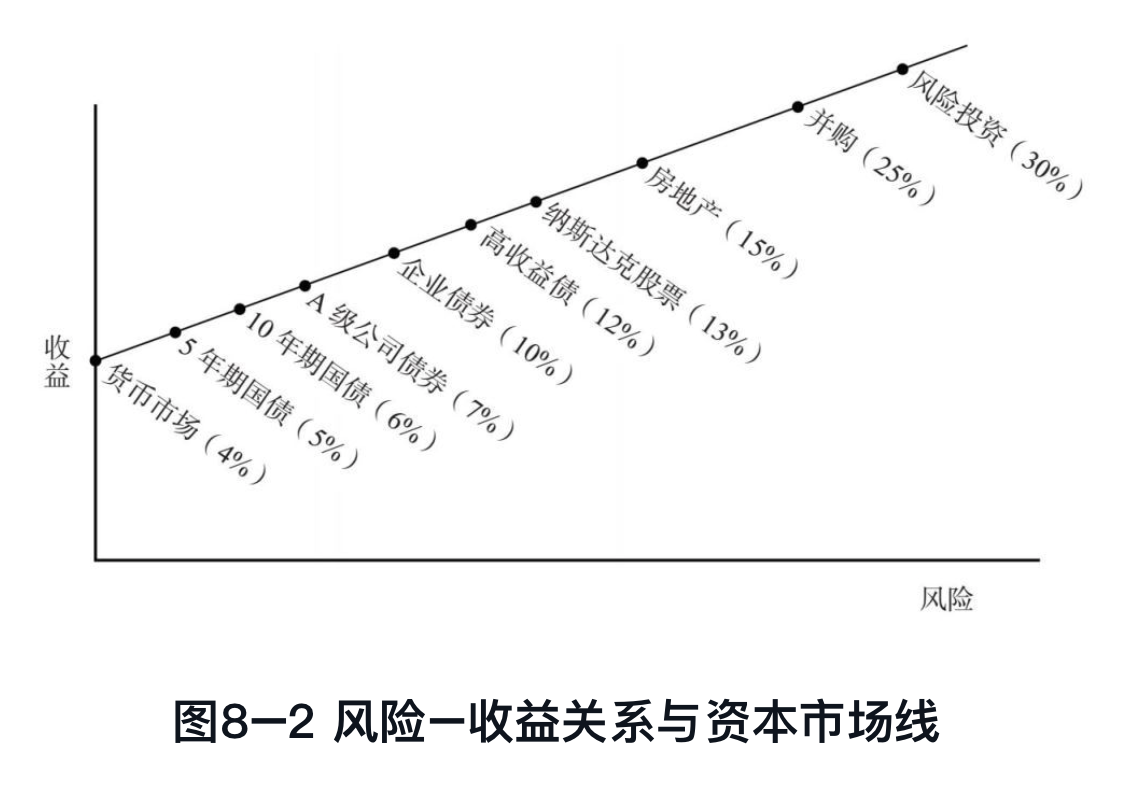 风险投资（30%）
并购（25%）
房地产（15%）
纳斯达克股票（13%）
高收益债（12%）
企业债券（10%）
A 级公司债券（7%）
10 年期国债（6%）
5 年期国债（5%）
货币市场（4%）
收益
风险
图8—2 风险—收益关系与资本市场线